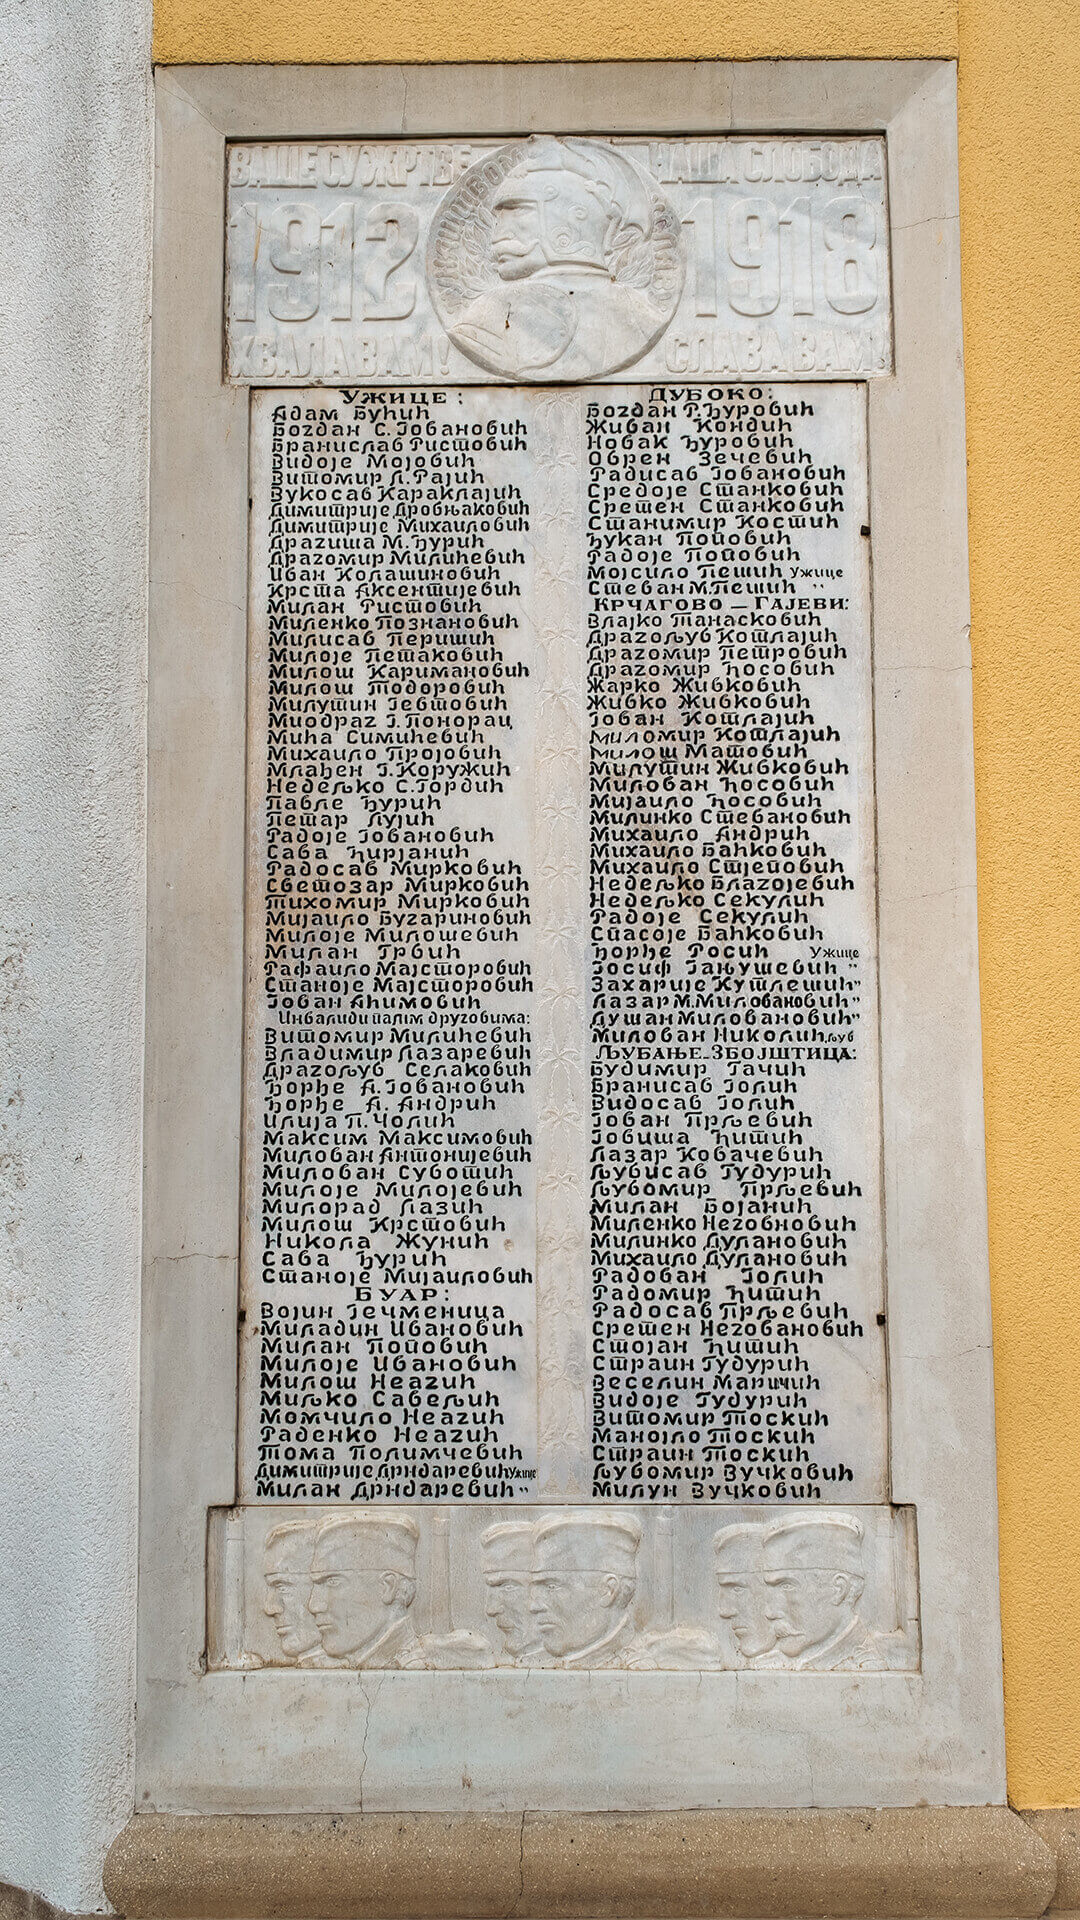 ВАШЕ СУ ЖРТВЕ НАША СЛОБОДА
1912 1918
ХВАЛА ВАМ! СЛАВА ВАМ!
УЖИЦЕ:
Адам Бућић
Богдан С. Јовановић
Бранислав Ристовић
Видоје Мојовић
Витомир Л. Рајић
Вукосав Караклајић
Димитрије Дробњаковић
Димитрије Михаиловић
Драгиша М. Ђурић
Драгомир Милићевић
Иван Колашиновић
Крста Аксентијевић
Милан Ристовић
Миленко Познановић
Милисав Перишић
Милоје Петаковић
Милош Каримановић
Милош Тодоровић
Милутин Јевтовић
Миодраг Ј. Понорац
Мића Симићевић
Михаило Пројовић
Млађен Ј. Коружић
Недељко С. Јордић
Павле Ђурић
Петар Лујић
Радоје Јовановић
Сава Ћирјанић
Радосав Мирковић
Светозар Мирковић
Тихомир Мирковић
Мијаило Бугариновић
Милоје Милошевић
Милан Грбић
Рафаило Мајсторовић
Станоје Мајсторовић
Јован Аћимовић
Инвалиди палим друговима:
Витомир Милићевић
Владимир Лазаревић
Драгољуб Селаковић
Ђорђе А. Јовановић
Ђорђе А. Андрић
Илија П. Чолић
Максим Максимовић
Милован Антонијевић
Милован Суботић
Милоје Милојевић
Милорад Лазић
Милош Крстовић
Никола Жунић
Сава Ђурић
Станоје Мијаиловић
БУАР:
Војин Јечменица
Миладин Ивановић
Милан Поповић
Милоје Ивановић
Милош Неагић
Миљко Савељић
Момчило Неагић
Раденко Неагић
Тома Полимчевић
Димитрије Дрндаревић Ужице
Милан Дрндаревић "
ДУБОКО:
Богдан Р. Ђуровић
Живан Кондић
Новак Ђуровић
Обрен Зечевић
Радисав Јовановић
Средоје Станковић
Сретен Станковић
Станимир Костић
Ђукан Поповић
Радоје Поповић
Мојсило Пешић Ужице
Стеван М. Пешић "
КРЧАГОВО – ГАЈЕВИ:
Влајко Танасковић
Драгољуб Котлајић
Драгомир Петровић
Драгомир Ћосовић
Жарко Живковић
Живко Живковић
Јован Котлајић
Миломир Котлајић
Милош Матовић
Милутин Живковић
Милован Ћосовић
Мијаило Ћосовић
Милинко Стевановић
Михаило Андрић
Михаило Баћковић
Михаило Стјеповић
Недељко Благојевић
Недељко Секулић
Радоје Секулић
Спасоје Баћковић
Ђорђе Росић Ужице
Јосиф Јањушевић "
Захарије Кутлешић "
Лазар М. Миловановић "
Душан Миловановић "
Милован Николић Љуб
ЉУБАЊЕ-ЗБОЈШТИЦА:
Будимир Гачић
Бранисав Јолић
Видосав Јолић
Јован Прљевић
Јовиша Ћитић
Лазар Ковачевић
Љубисав Гудурић
Љубомир Прљевић
Милан Бојанић
Миленко Неговановић
Милинко Дулановић
Михаило Дулановић
Радован Јолић
Радомир Ћитић
Радосав Прљевић
Сретен Неговановић
Стојан Ћитић
Страин Гудурић
Веселин Маричић
Видоје Гудурић
Витомир Тоскић
Манојло Тоскић
Страин Тоскић
Љубомир Вучковић
Милун Вучковић